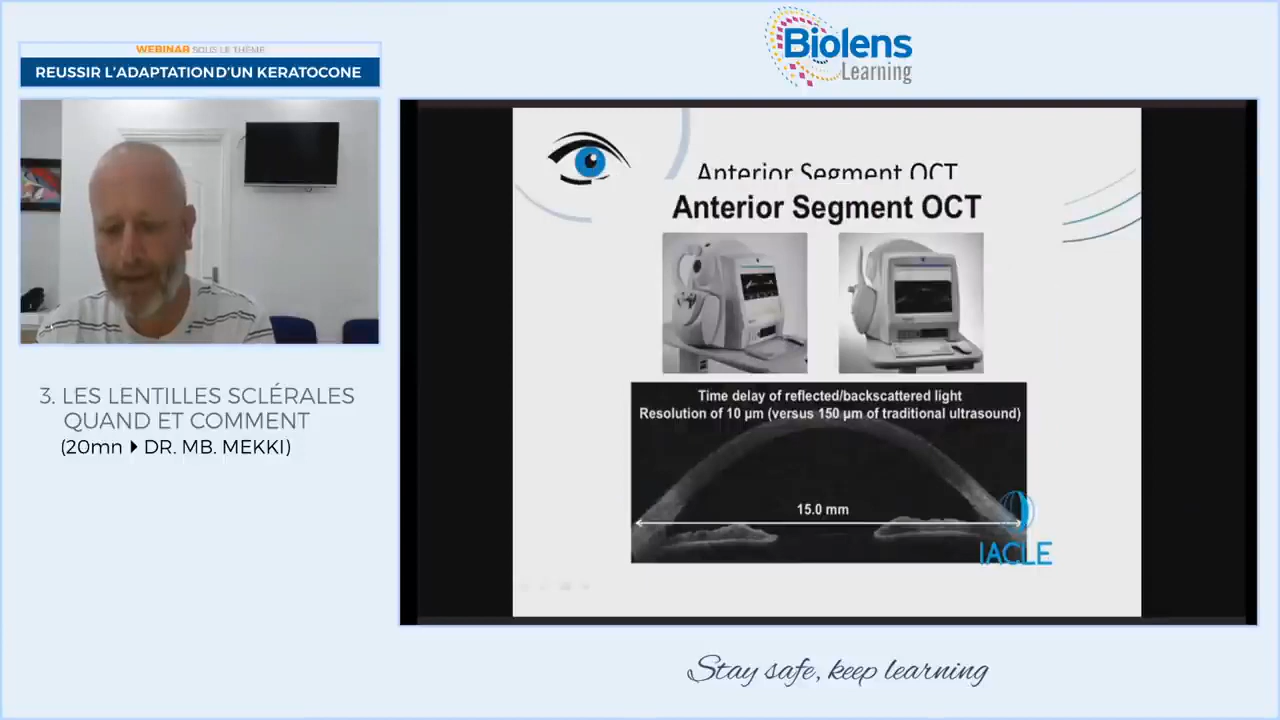 WEBINAR SOUS LE THÈME
REUSSIR L'ADAPTATION D'UN KERATOCONE
Biolens
Learning
3. LES LENTILLES SCLÉRALES
QUAND ET COMMENT
(20mn DR. MB. MEKKI)
Anterior Segment OCT
Anterior Segment OCT
Time delay of reflected/backscattered light
Resolution of 10 µm (versus 150 µm of traditional ultrasound)
15.0 mm
IACLE
Stay safe, keep learning